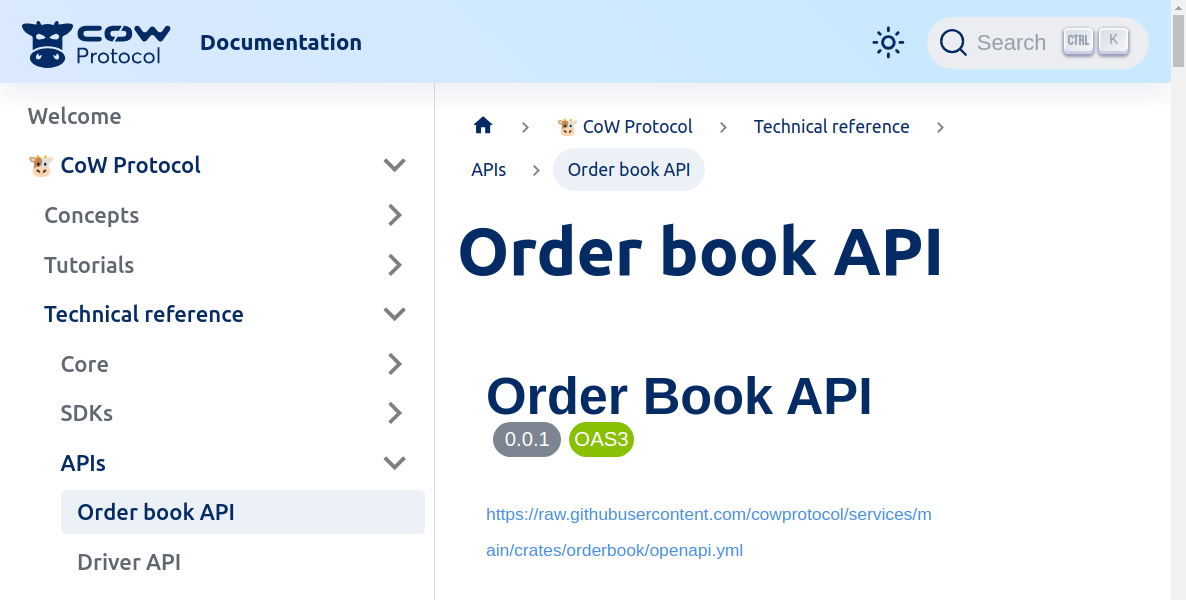 COW Protocol
Documentation
Search
CTRL K
Welcome
CoW Protocol
Concepts
Tutorials
Technical reference
Core
SDKs
APIs
Order book API
Driver API
CoW Protocol
Technical reference
APIs
Order book API
Order book API
Order Book API
0.0.1 OAS3
https://raw.githubusercontent.com/cowprotocol/services/m
ain/crates/orderbook/openapi.yml